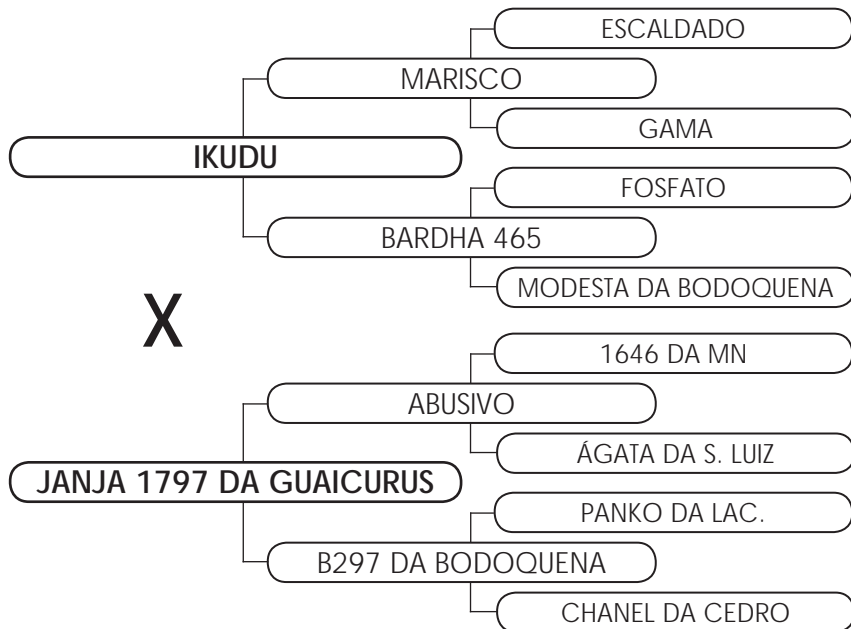 ESCALDADO
MARISCO
GAMA
IKUDU
FOSFATO
BARDHA 465
MODESTA DA BODOQUENA
X
1646 DA MN
ABUSIVO
ÁGATA DA S. LUIZ
JANJA 1797 DA GUAICURUS
PANKO DA LAC.
B297 DA BODOQUENA
CHANEL DA CEDRO